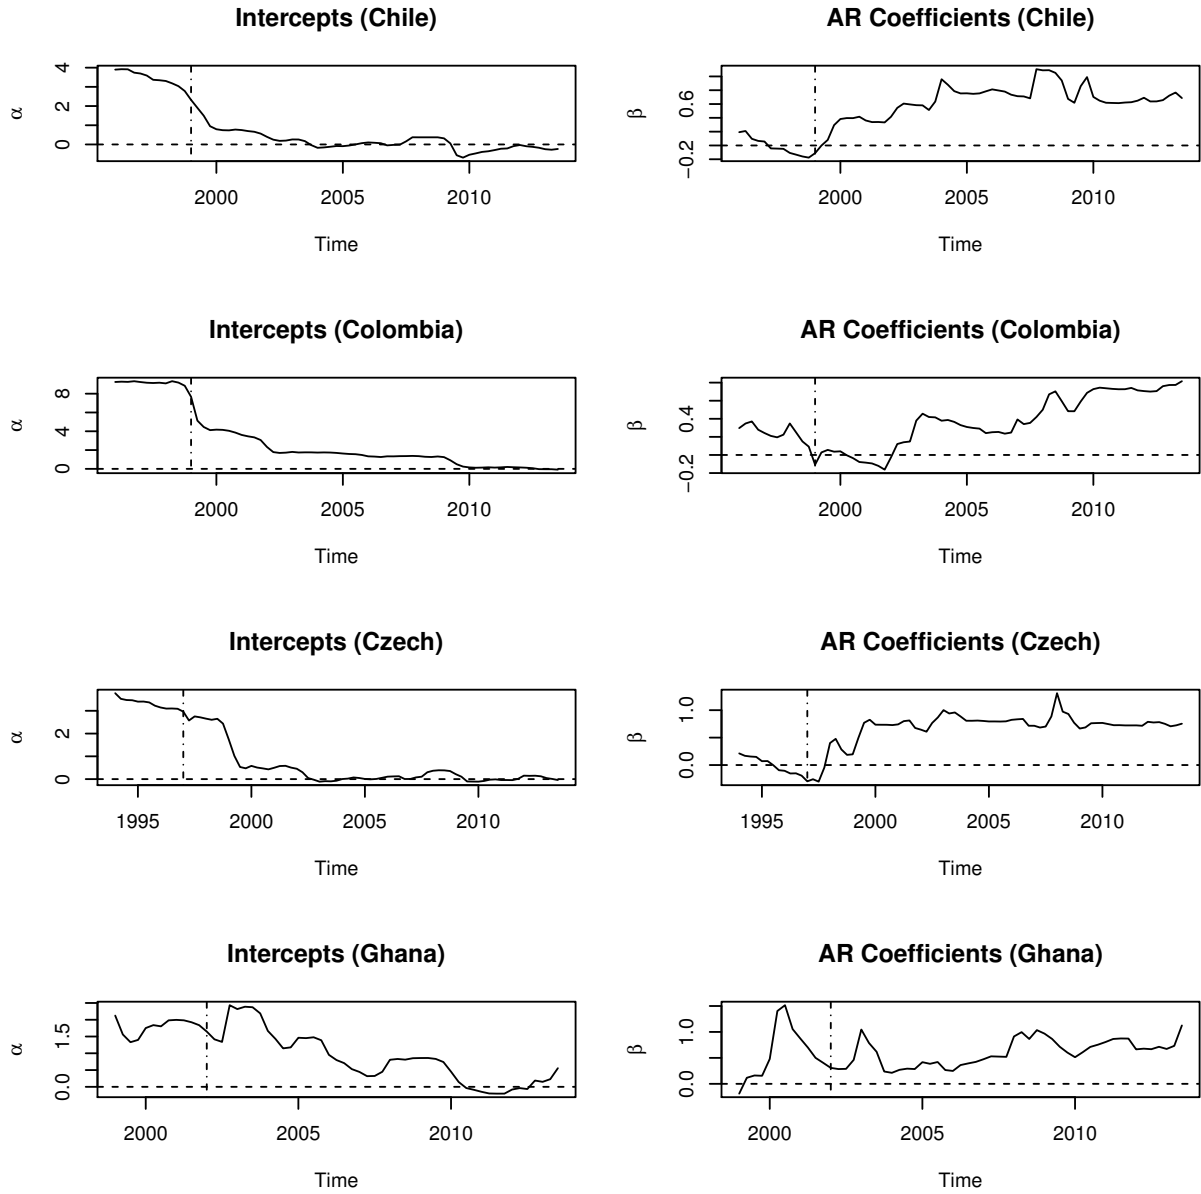 Intercepts (Chile)
α
4
2
0
2000 2005 2010
Time
AR Coefficients (Chile)
β
0.6
−0.2
2000 2005 2010
Time
Intercepts (Colombia)
α
8
4
0
2000 2005 2010
Time
AR Coefficients (Colombia)
β
0.4
−0.2
2000 2005 2010
Time
Intercepts (Czech)
α
2
0
1995 2000 2005 2010
Time
AR Coefficients (Czech)
β
1.0
0.0
1995 2000 2005 2010
Time
Intercepts (Ghana)
α
1.5
0.0
2000 2005 2010
Time
AR Coefficients (Ghana)
β
1.0
0.0
2000 2005 2010
Time